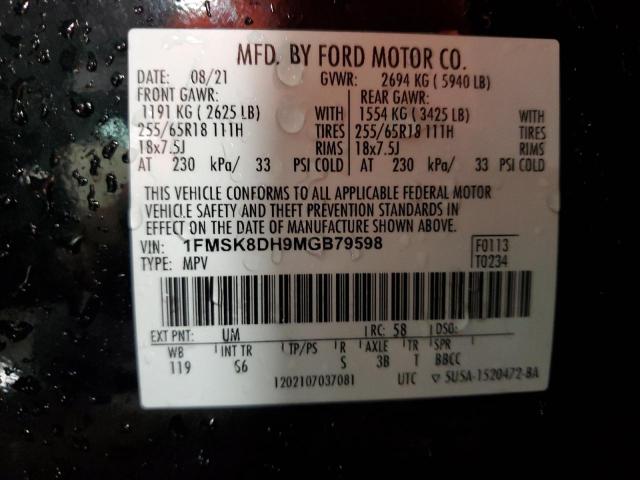 MFD. BY FORD MOTOR CO.
DATE: 08/21 GVWR: 2694 KG ( 5940 LB)
FRONT GAWR: REAR GAWR:
1191 KG ( 2625 LB) WITH 1554 KG ( 3425 LB)
255/65R18 111H TIRES 255/65R18 111H
18x7.5J RIMS 18x7.5J
AT 230 kPa/ 33 PSI COLD AT 230 kPa/ 33 PSI COLD
WITH
TIRES
RIMS
THIS VEHICLE CONFORMS TO ALL APPLICABLE FEDERAL MOTOR
VEHICLE SAFETY AND THEFT PREVENTION STANDARDS IN
EFFECT ON THE DATE OF MANUFACTURE SHOWN ABOVE.
VIN: 1FMSK8DH9MGB79598 F0113
TYPE: MPV T0234
EXT PNT: UM RC: 58 DSO:
WB INT TR TP/PS R AXLE TR SPR
119 S6 S 3B T BBCC
1202107037081 UTC ▽ 5USA-1520472-BA